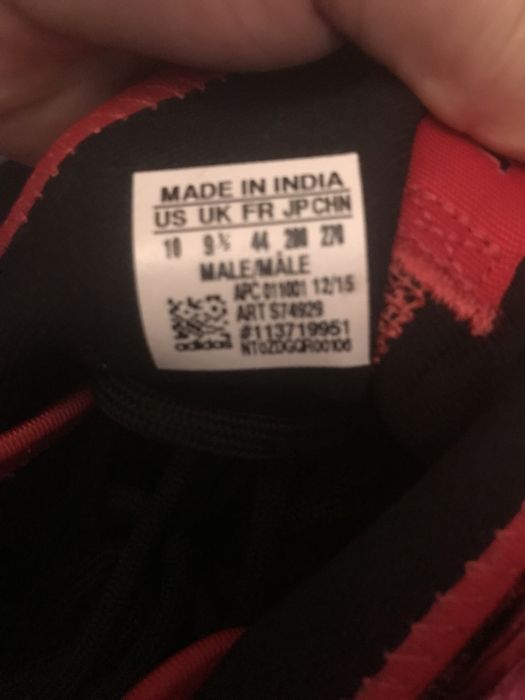 MADE IN INDIA
US UK FR JP CHN
10 9½ 44 280 270
MALE/MÂLE
APC 011001 12/15
ART S74929
#113719951
adidas NT0ZDGQR00106